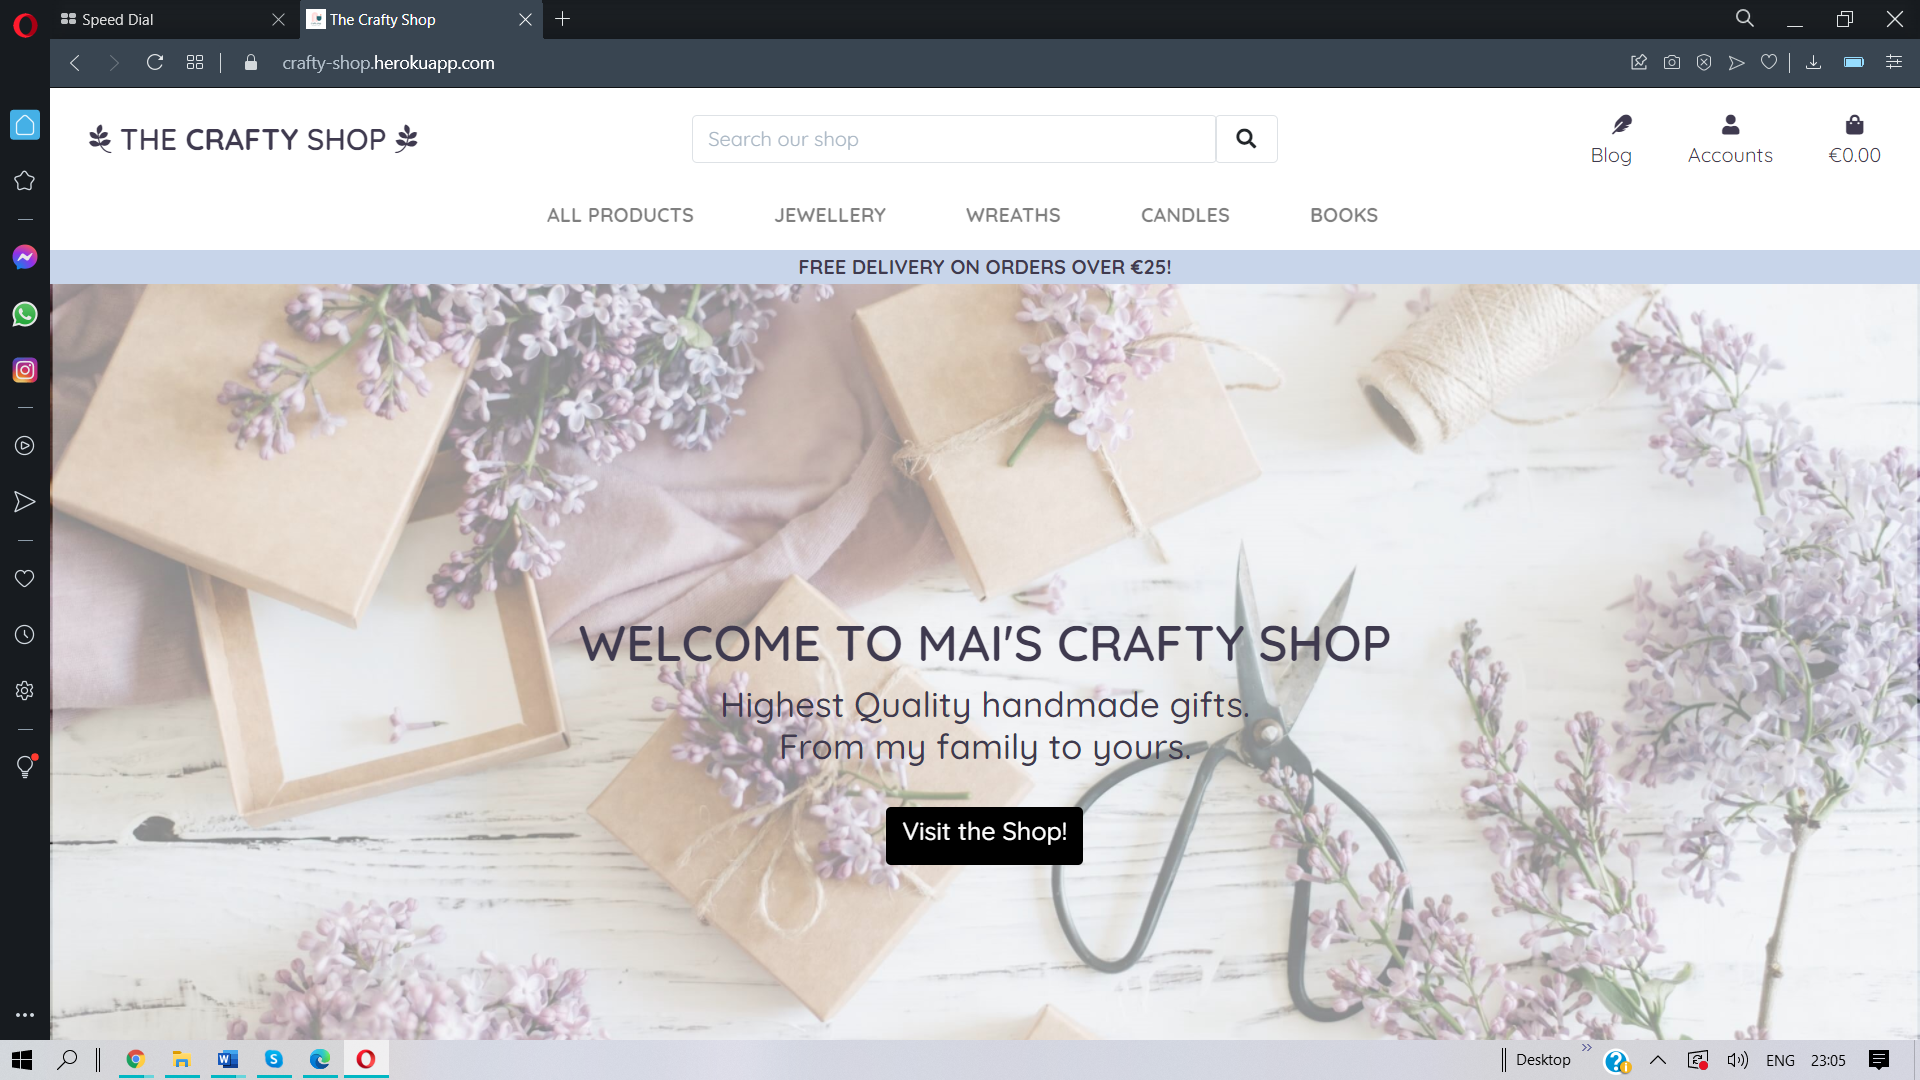 Speed Dial
The Crafty Shop
crafty-shop.herokuapp.com
THE CRAFTY SHOP
Search our shop
Blog
Accounts
€0.00
ALL PRODUCTS
JEWELLERY
WREATHS
CANDLES
BOOKS
FREE DELIVERY ON ORDERS OVER €25!
WELCOME TO MAI'S CRAFTY SHOP
Highest Quality handmade gifts.
From my family to yours.
Visit the Shop!
Desktop
ENG
23:05